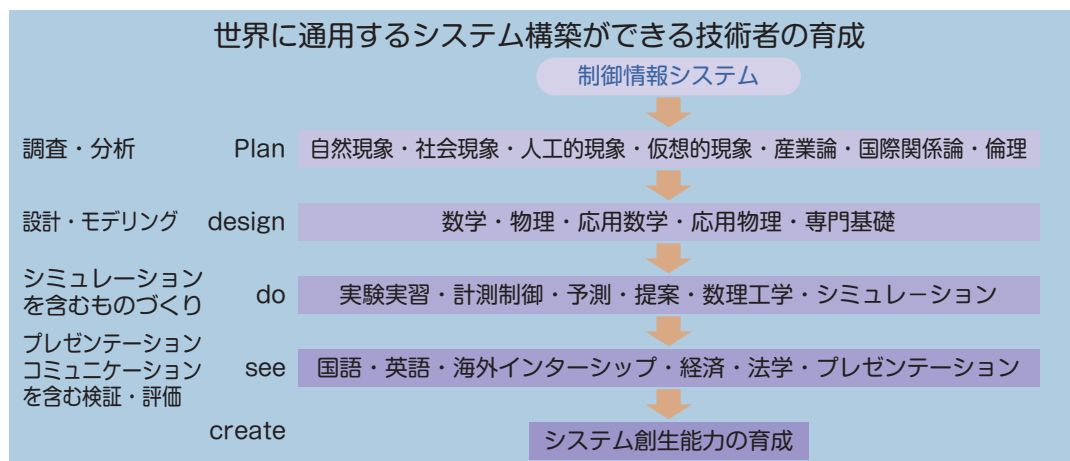 世界に通用するシステム構築ができる技術者の育成
制御情報システム
調査・分析 Plan 自然現象・社会現象・人工的現象・仮想的現象・産業論・国際関係論・倫理
設計・モデリング design 数学・物理・応用数学・応用物理・専門基礎
シミュレーション
を含むものづくり
do 実験実習・計測制御・予測・提案・数理工学・シミュレーション
プレゼンテーション
コミュニケーション
を含む検証・評価
see 国語・英語・海外インターシップ・経済・法学・プレゼンテーション
create システム創生能力の育成